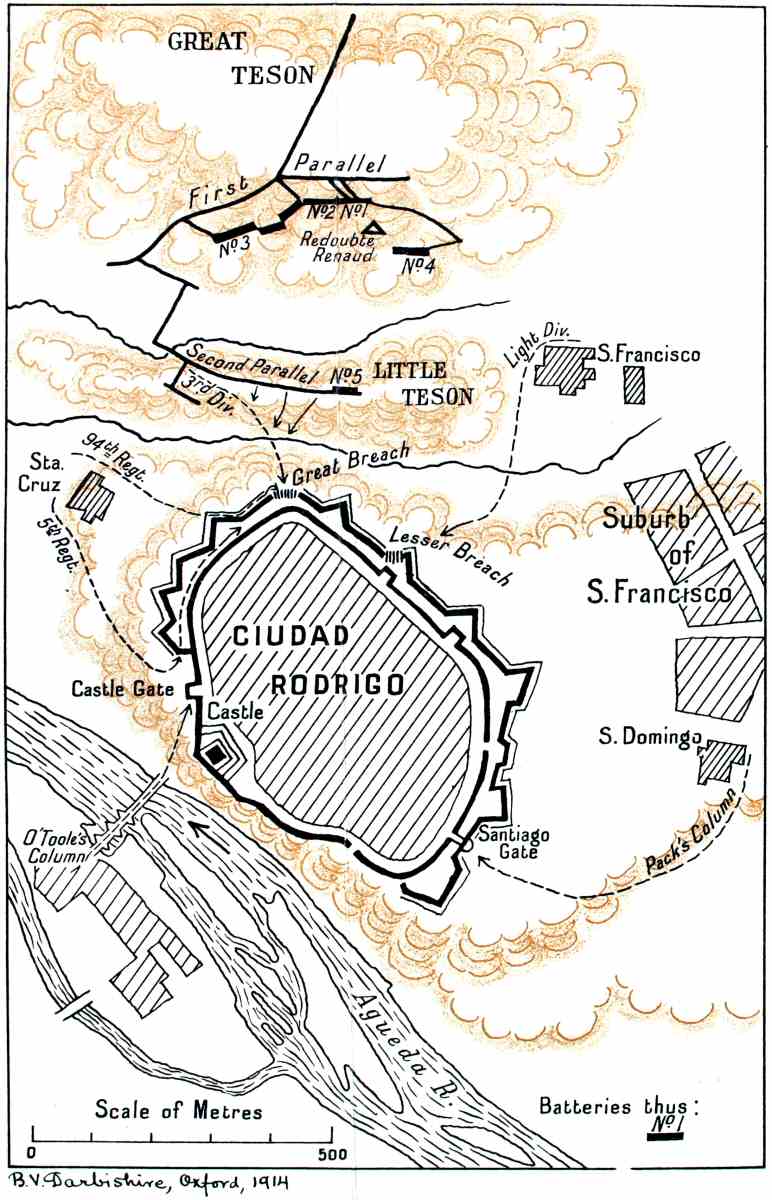 GREAT
TESON
First Parallel
Nº2 Nº1
Nº3
Redoubte
Renaud
Nº4
Second Parallel
Nº5
LITTLE
TESON
3rd Div.
Light Div.
S. Francisco
94th Regt.
Great Breach
Sta.
Cruz
5th Regt.
Lesser Breach
Suburb
of
S. Francisco
CIUDAD
RODRIGO
Castle Gate
Castle
S. Domingo
O'Toole's
Column
Santiago
Gate
Pack's Column
Agueda R.
Scale of Metres
0 500
Batteries thus:
Nº1
B.V. Darbishire, Oxford, 1914